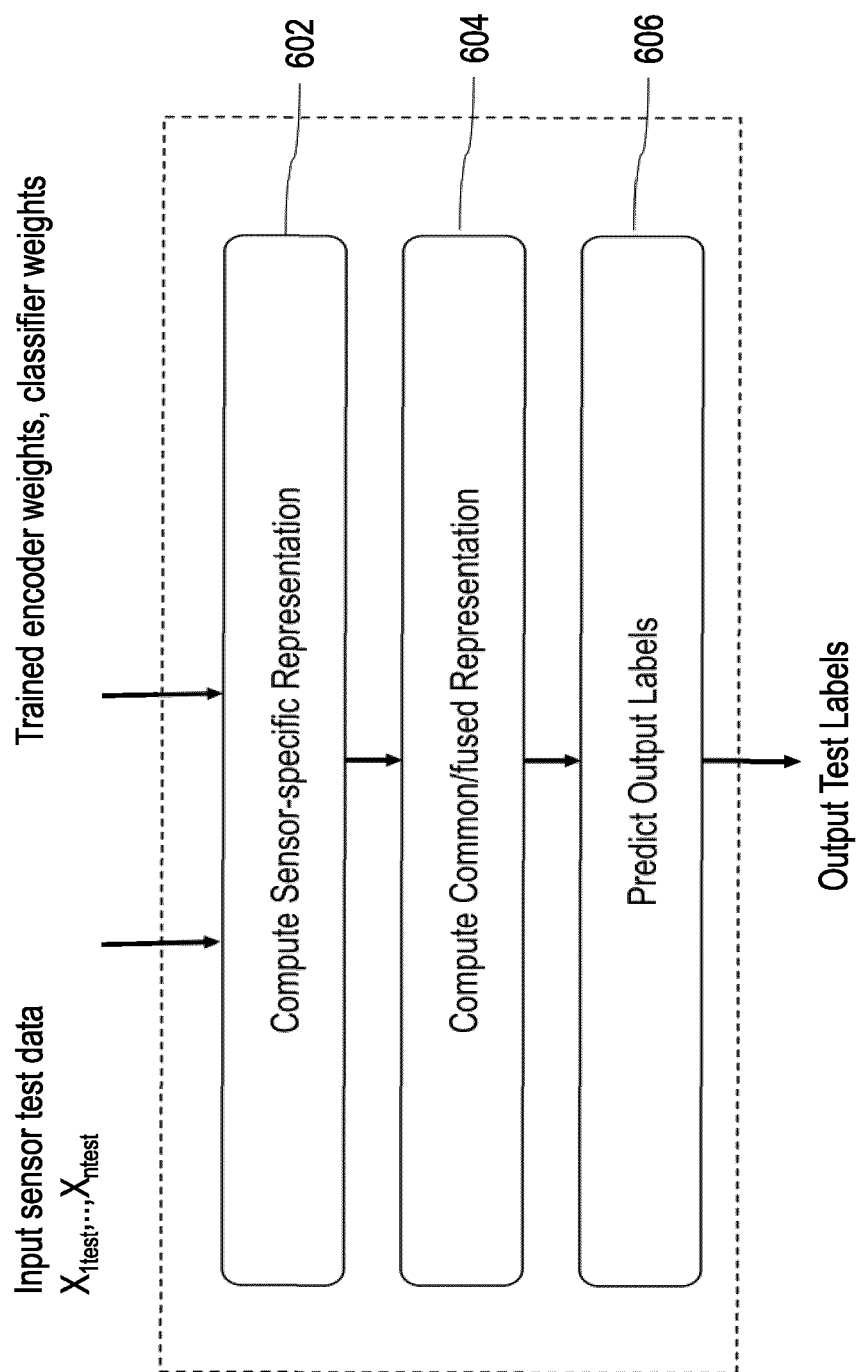 Input sensor test data
X1test,..,Xntest
Trained encoder weights, classifier weights
Compute Sensor-specific Representation
602
Compute Common/fused Representation
604
Predict Output Labels
606
Output Test Labels